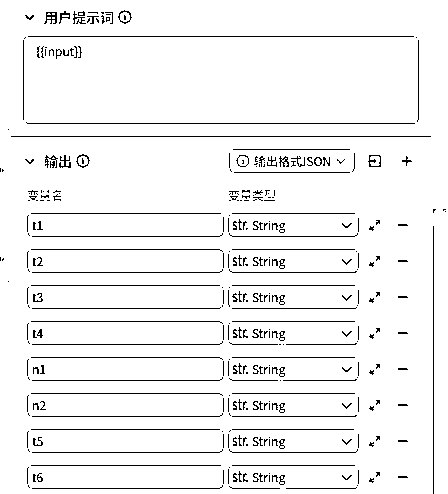 用户提示词
{{input}}
输出 输出格式JSON
变量名 变量类型
t1 str. String
t2 str. String
t3 str. String
t4 str. String
n1 str. String
n2 str. String
t5 str. String
t6 str. String